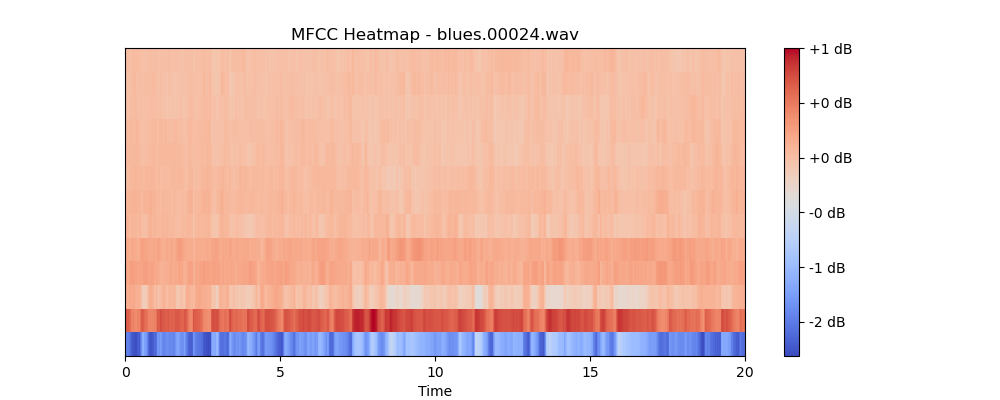 MFCC Heatmap - blues.00024.wav
+1 dB
+0 dB
+0 dB
-0 dB
-1 dB
-2 dB
0 5 10 15 20
Time